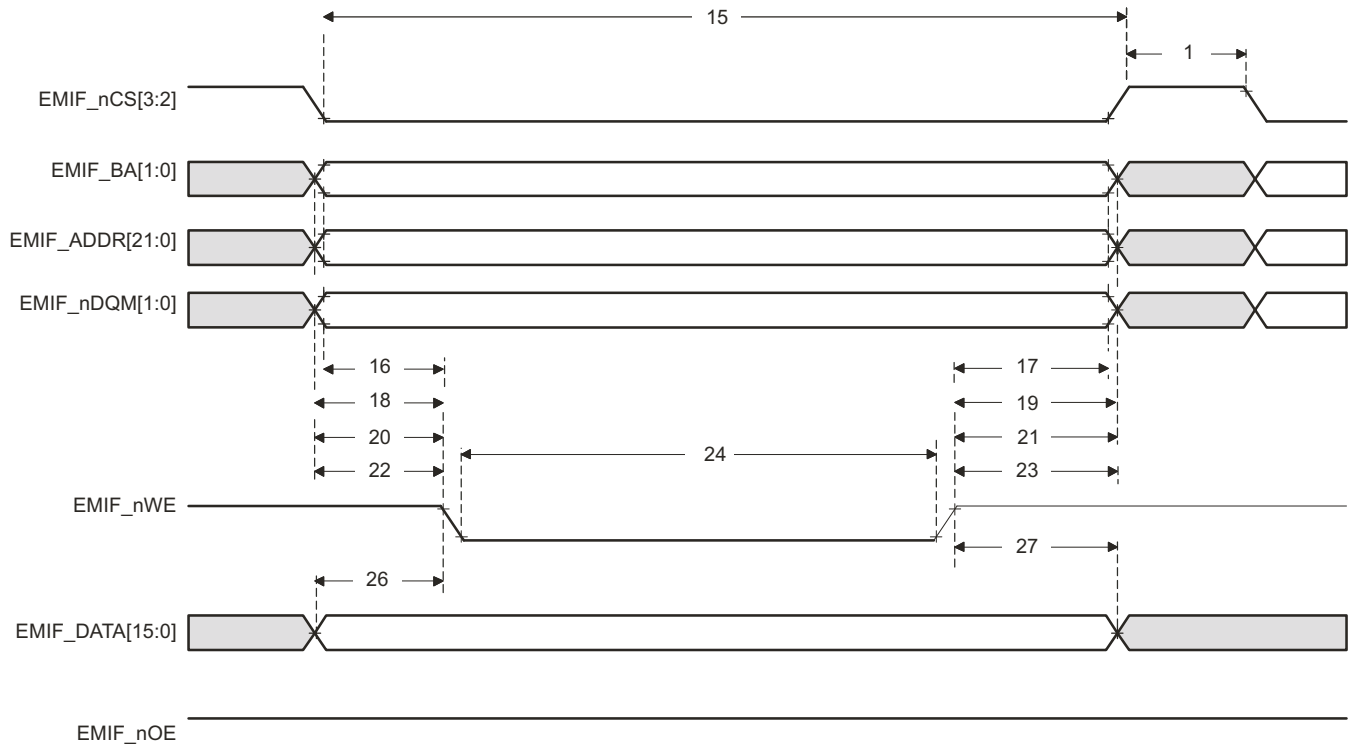 15
1
EMIF_nCS[3:2]
EMIF_BA[1:0]
EMIF_ADDR[21:0]
EMIF_nDQM[1:0]
16
17
18
19
20
21
22
23
24
EMIF_nWE
27
26
EMIF_DATA[15:0]
EMIF_nOE